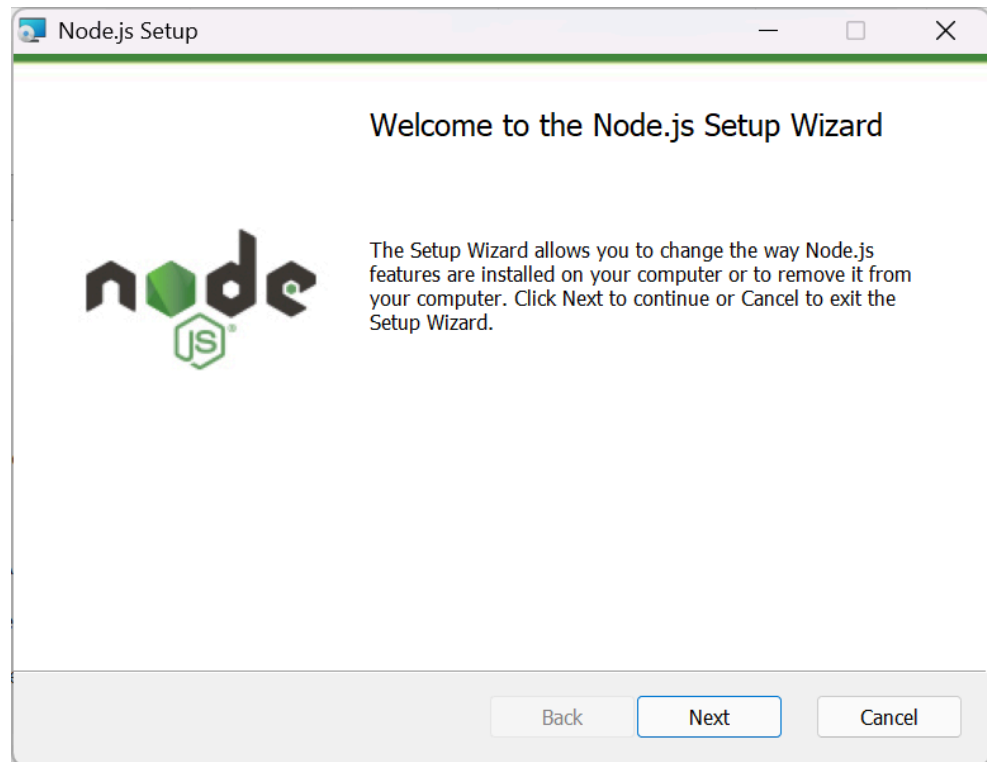 Node.js Setup
Welcome to the Node.js Setup Wizard
node
JS®
The Setup Wizard allows you to change the way Node.js
features are installed on your computer or to remove it from
your computer. Click Next to continue or Cancel to exit the
Setup Wizard.
Back Next Cancel